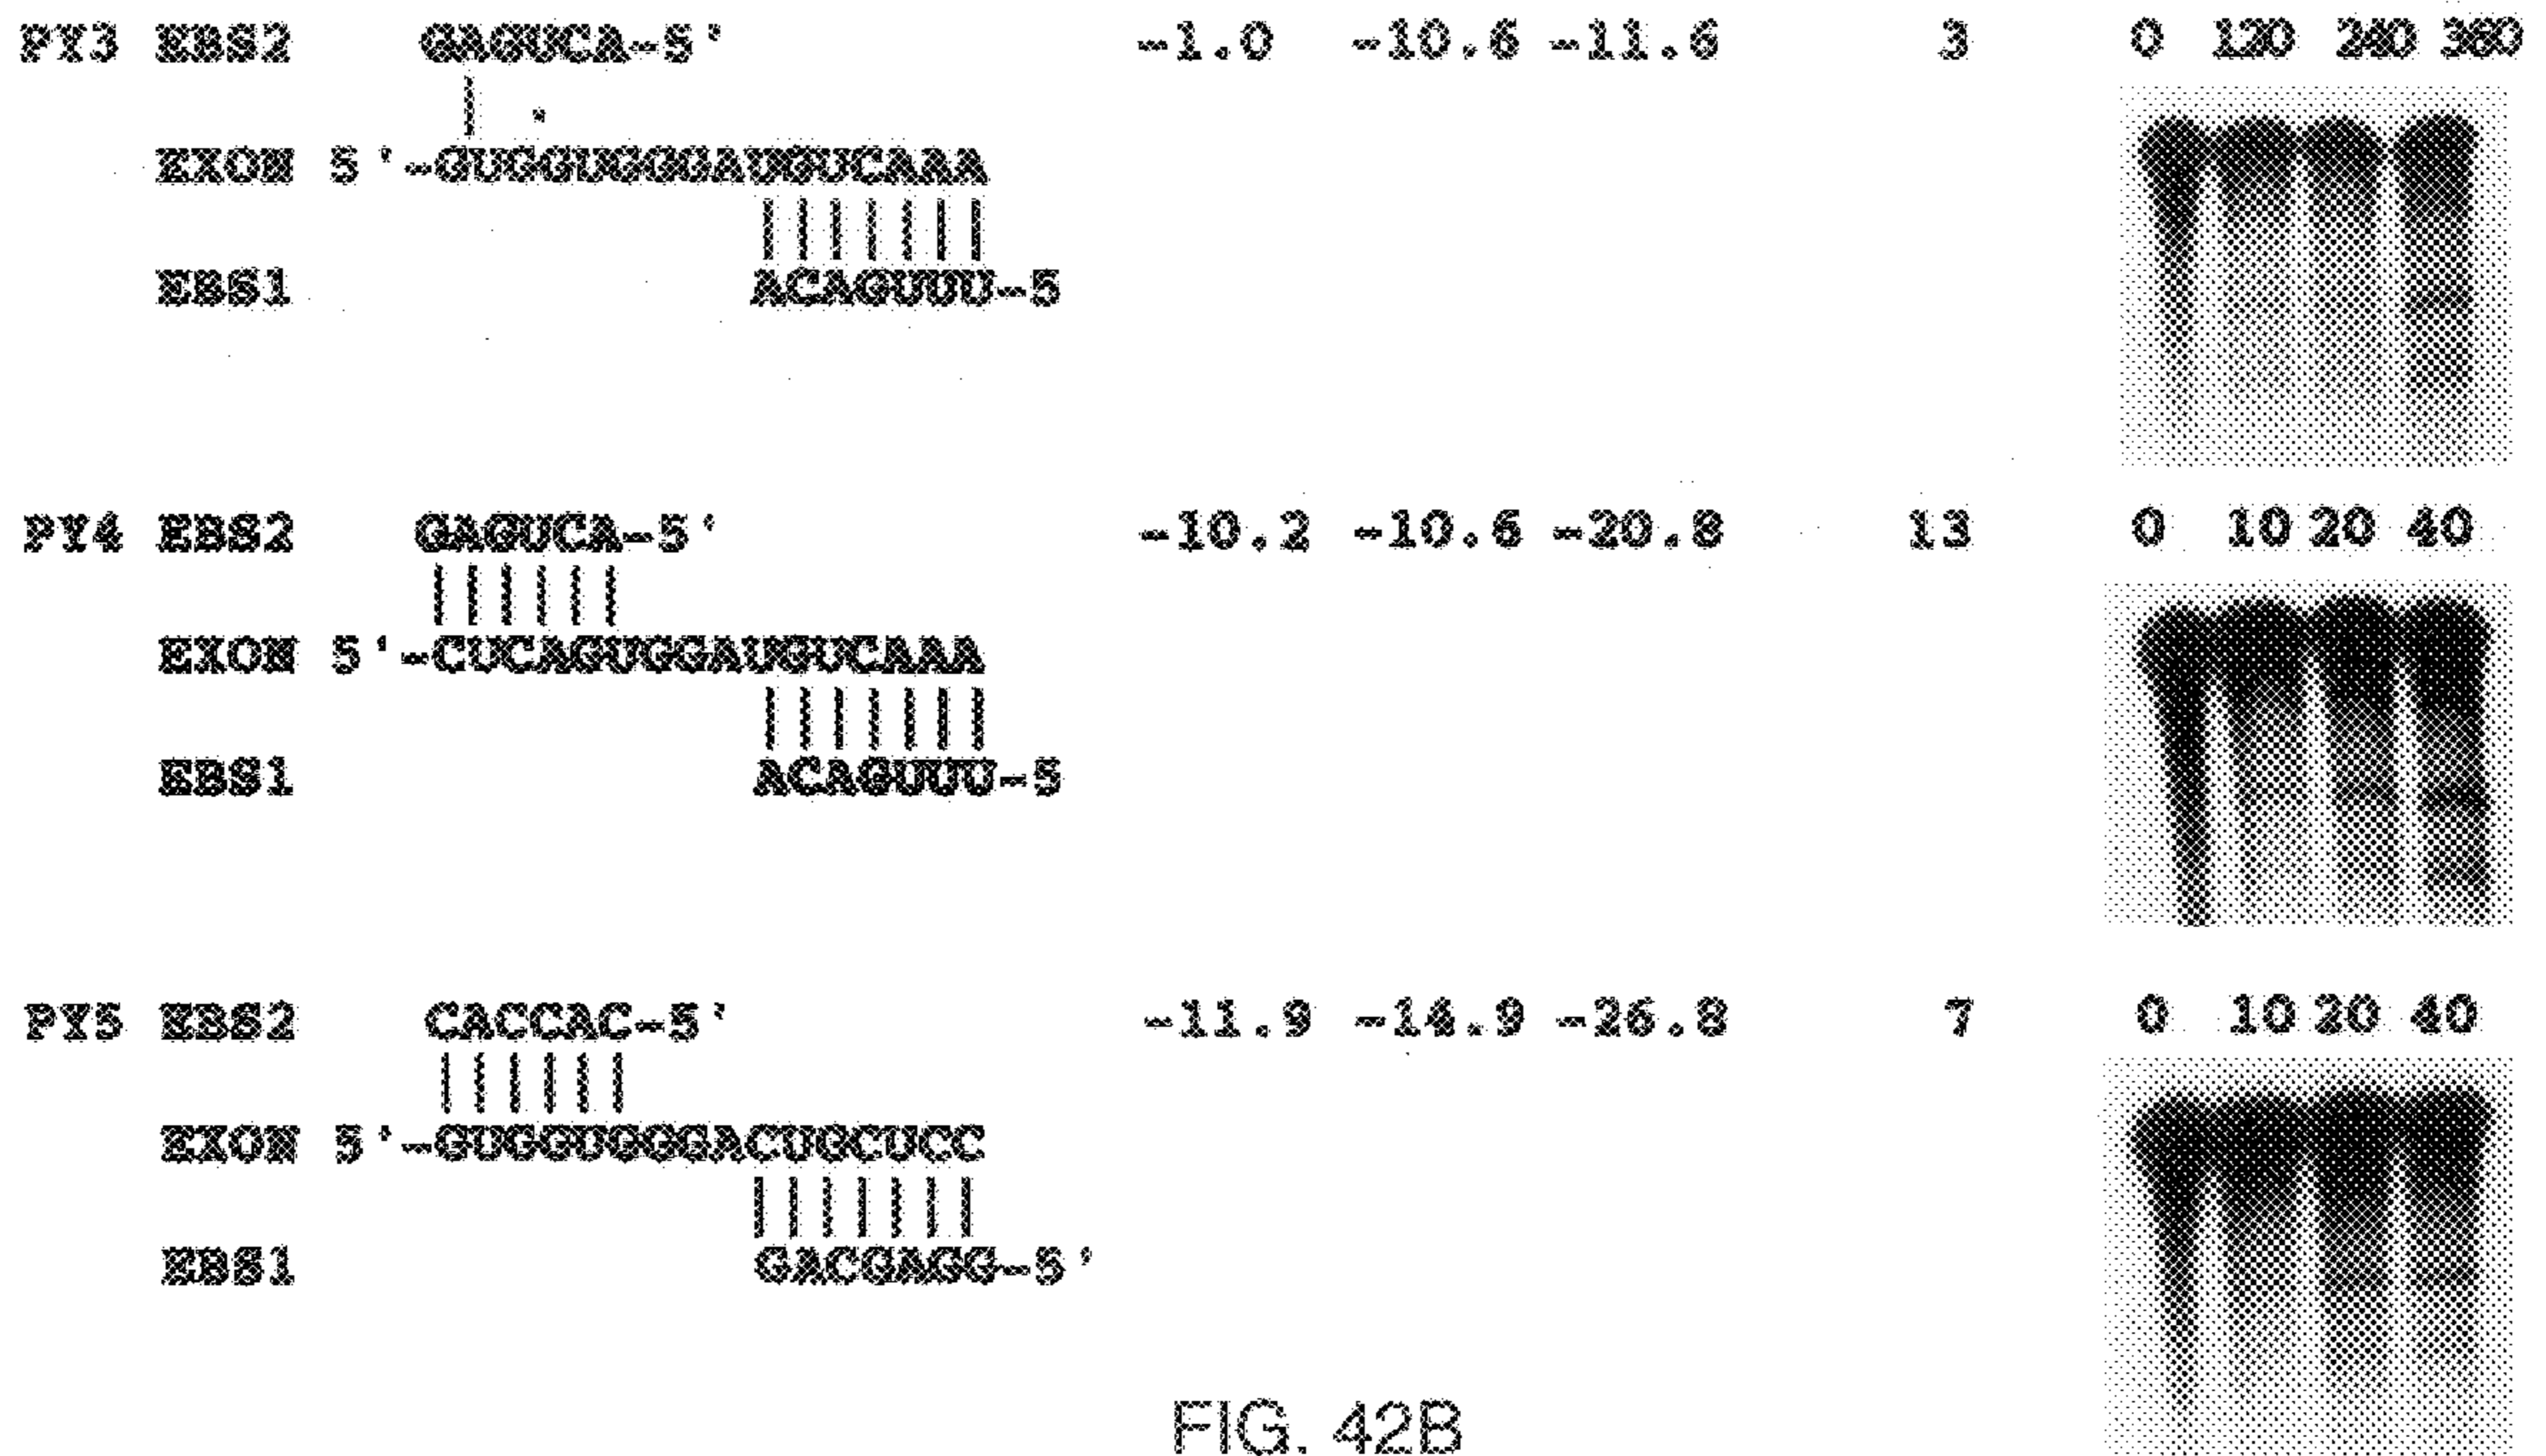 PY3 EBS2 GAGUCA-5' -1.0 -10.6 -11.6 3 0 120 240 360
EXON 5'-GUGGUGGGAUGUCAAA
EBS1 ACAGUUU-5
PY4 EBS2 GAGUCA-5' -10.2 -10.6 -20.8 13 0 10 20 40
EXON 5'-CUCAGUGGAUGUCAAA
EBS1 ACAGUUU-5
PY5 EBS2 CACCAC-5' -11.9 -14.9 -26.8 7 0 10 20 40
EXON 5'-GUGGUGGGACUGCUCC
EBS1 GACGAGG-5'
FIG. 42B